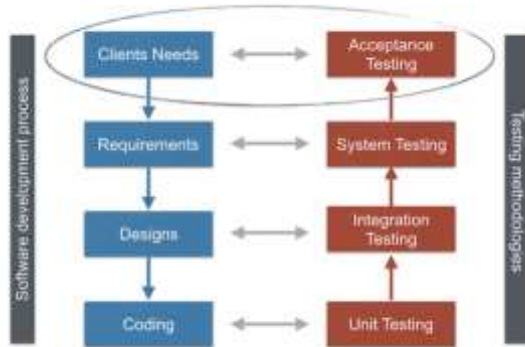 Software development process
Clients Needs
Acceptance
Testing
Requirements
System Testing
Designs
Integration
Testing
Coding
Unit Testing
Testing methodologies